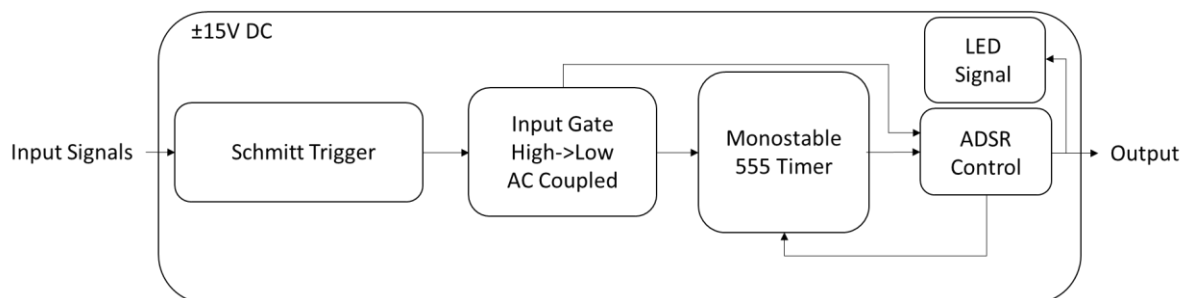 ±15V DC
LED
Signal
Input Signals
Schmitt Trigger
Input Gate
High->Low
AC Coupled
Monostable
555 Timer
ADSR
Control
Output